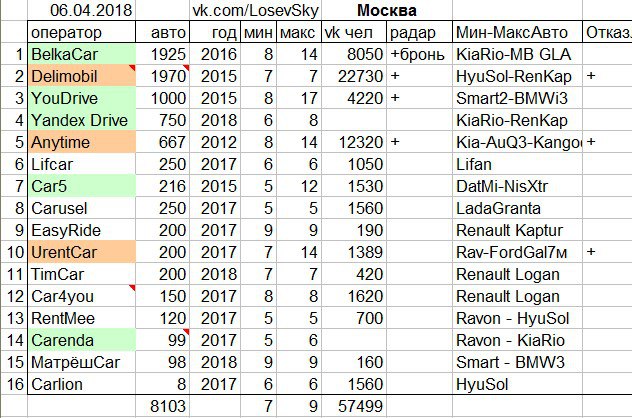 06.04.2018 vk.com/LosevSky Москва
оператор авто год мин макс vk чел радар Мин-МаксАвто Отказ.
1 BelkaCar 1925 2016 8 14 8050 +бронь KiaRio-MB GLA
2 Delimobil 1970 2015 7 7 22730 + HyuSol-RenKap +
3 YouDrive 1000 2015 8 17 4220 + Smart2-BMWi3
4 Yandex Drive 750 2018 6 8 KiaRio-RenKap
5 Anytime 667 2012 8 14 12320 + Kia-AuQ3-Kangoo +
6 Lifcar 250 2017 6 6 1050 Lifan
7 Car5 216 2015 5 12 1530 DatMi-NisXtr
8 Carusel 250 2017 5 5 1560 LadaGranta
9 EasyRide 200 2017 9 9 190 Renault Kaptur
10 UrentCar 200 2017 7 14 1389 Rav-FordGal7м +
11 TimCar 200 2018 7 7 420 Renault Logan
12 Car4you 150 2017 8 8 1620 Renault Logan
13 RentMee 120 2017 5 5 700 Ravon - HyuSol
14 Carenda 99 2017 5 6 Ravon - KiaRio
15 МатрёшCar 98 2018 9 9 160 Smart - BMW3
16 Carlion 8 2017 6 6 1560 HyuSol
8103 7 9 57499